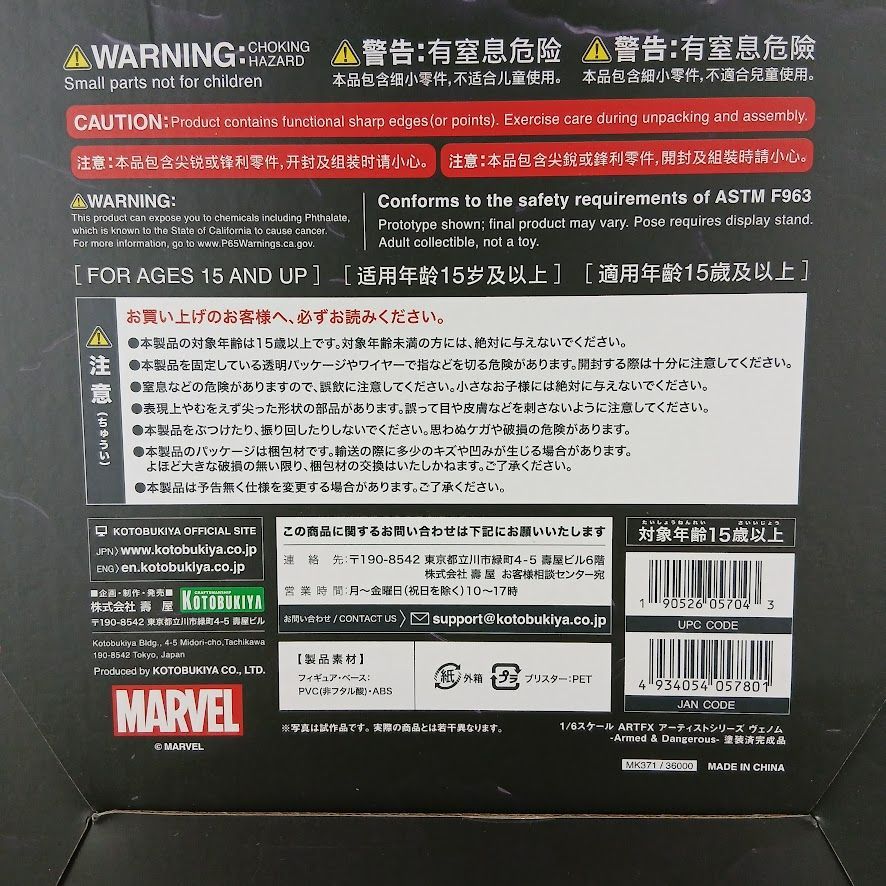 ⚠WARNING: CHOKING HAZARD
Small parts not for children
⚠警告:有窒息危险
本品包含细小零件,不适合儿童使用。
⚠警告:有窒息危險
本品包含細小零件,不適合兒童使用。
CAUTION:Product contains functional sharp edges(or points). Exercise care during unpacking and assembly.
注意:本品包含尖锐或锋利零件,开封及组装时请小心。
注意:本品包含尖銳或鋒利零件,開封及組裝時請小心。
⚠WARNING:
This product can expose you to chemicals including Phthalate,
which is known to the State of California to cause cancer.
For more information, go to www.P65Warnings.ca.gov.
Conforms to the safety requirements of ASTM F963
Prototype shown; final product may vary. Pose requires display stand.
Adult collectible, not a toy.
[FOR AGES 15 AND UP] [适用年龄15岁及以上] [適用年齡15歲及以上]
⚠注意(ちゅうい)
お買い上げのお客様へ、必ずお読みください。
●本製品の対象年齢は15歳以上です。対象年齢未満の方には、絶対に与えないでください。
●本製品を固定している透明パッケージやワイヤーで指などを切る危険があります。開封する際は十分に注意してください。
●窒息などの危険がありますので、誤飲に注意してください。小さなお子様には絶対に与えないでください。
●表現上やむをえず尖った形状の部品があります。誤って目や皮膚などを刺さないように注意してください。
●本製品をぶつけたり、振り回したりしないでください。思わぬケガや破損の危険があります。
●本製品のパッケージは梱包材です。輸送の際に多少のキズや凹みが生じる場合があります。
よほど大きな破損の無い限り、梱包材の交換はいたしかねます。ご了承ください。
●本製品は予告無く仕様を変更する場合があります。ご了承ください。
KOTOBUKIYA OFFICIAL SITE
JPN〉www.kotobukiya.co.jp
ENG〉en.kotobukiya.co.jp
■企画・制作・発売■
株式会社 壽 屋
CRAFTSMANSHIP
KOTOBUKIYA
〒190-8542 東京都立川市緑町4-5 壽屋ビル
Kotobukiya Bldg., 4-5 Midori-cho,Tachikawa
190-8542 Tokyo, Japan
Produced by KOTOBUKIYA CO., LTD.
MARVEL
© MARVEL
この商品に関するお問い合わせは下記にお願いいたします
連絡先:〒190-8542 東京都立川市緑町4-5 壽屋ビル6階
株式会社 壽 屋 お客様相談センター宛
営業時間:月~金曜日(祝日を除く)10~17時
お問い合わせ / CONTACT US 〉support@kotobukiya.co.jp
【製品素材】
フィギュア・ベース:
PVC(非フタル酸)・ABS
紙 外箱
プラ ブリスター:PET
※写真は試作品です。実際の商品とは若干異なります。
たいしょうねんれい さいいじょう
対象年齢15歳以上
1 90526 05704 3
UPC CODE
4 934054 057801
JAN CODE
1/6スケール ARTFX アーティストシリーズ ヴェノム
-Armed & Dangerous- 塗装済完成品
MK371 / 36000 MADE IN CHINA